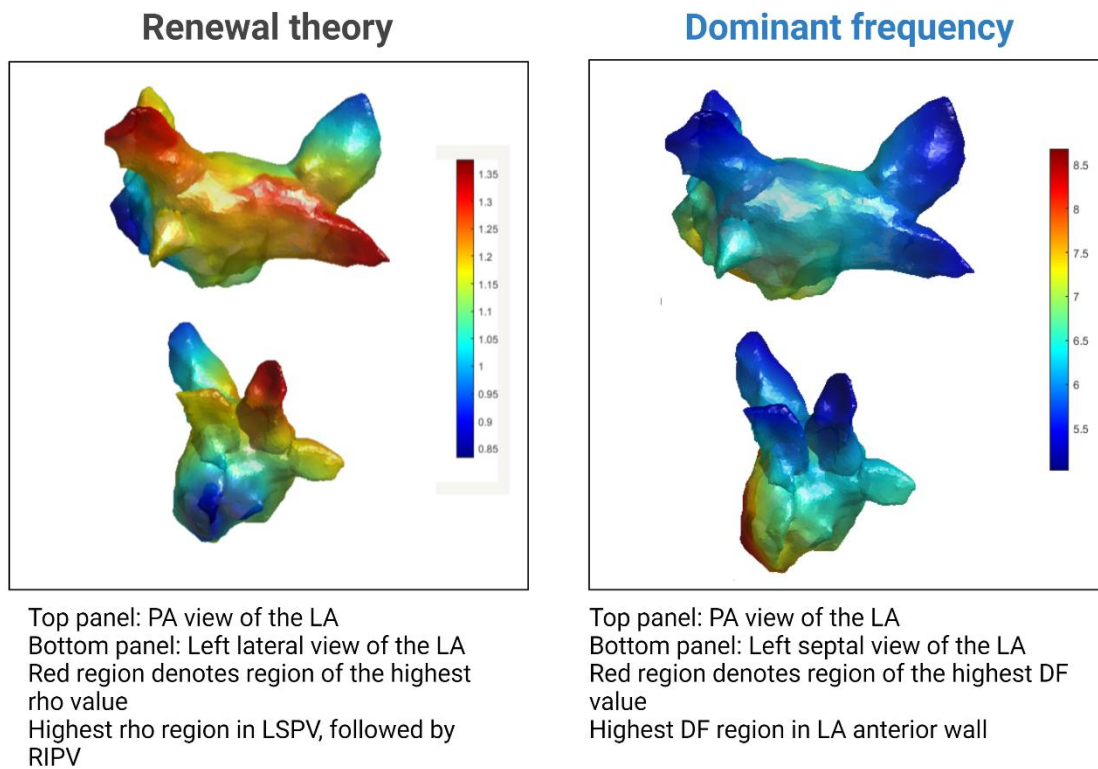 Renewal theory
1.35
1.3
1.25
1.2
1.15
1.1
1.05
1
0.95
0.9
0.85
Top panel: PA view of the LA
Bottom panel: Left lateral view of the LA
Red region denotes region of the highest
rho value
Highest rho region in LSPV, followed by
RIPV
Dominant frequency
8.5
8
7.5
7
6.5
6
5.5
Top panel: PA view of the LA
Bottom panel: Left septal view of the LA
Red region denotes region of the highest DF
value
Highest DF region in LA anterior wall